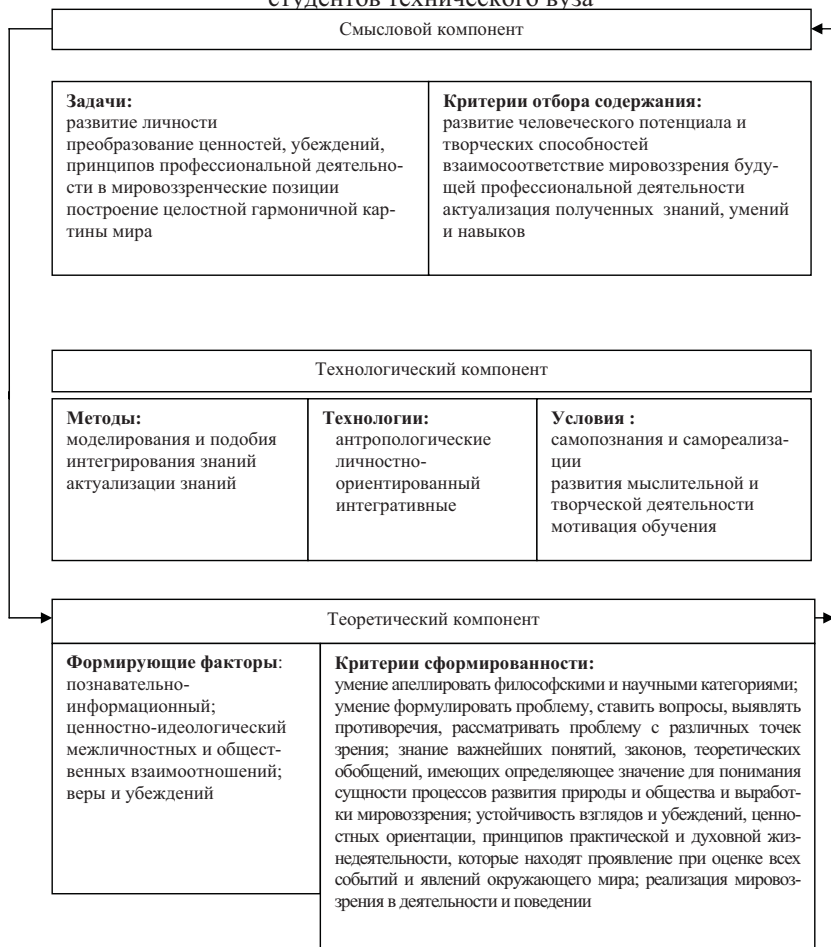 студентов технического вуза
Смысловой компонент
Задачи:
развитие личности
преобразование ценностей, убеждений,
принципов профессиональной деятельно-
сти в мировоззренческие позиции
построение целостной гармоничной кар-
тины мира
Критерии отбора содержания:
развитие человеческого потенциала и
творческих способностей
взаимосоответствие мировоззрения буду-
щей профессиональной деятельности
актуализация полученных знаний, умений
и навыков
Технологический компонент
Методы:
моделирования и подобия
интегрирования знаний
актуализации знаний
Технологии:
антропологические
личностно-
ориентированный
интегративные
Условия :
самопознания и самореализа-
ции
развития мыслительной и
творческой деятельности
мотивация обучения
Теоретический компонент
Формирующие факторы:
познавательно-
информационный;
ценностно-идеологический
межличностных и общест-
венных взаимоотношений;
веры и убеждений
Критерии сформированности:
умение апеллировать философскими и научными категориями;
умение формулировать проблему, ставить вопросы, выявлять
противоречия, рассматривать проблему с различных точек
зрения; знание важнейших понятий, законов, теоретических
обобщений, имеющих определяющее значение для понимания
сущности процессов развития природы и общества и выработ-
ки мировоззрения; устойчивость взглядов и убеждений, ценно-
стных ориентации, принципов практической и духовной жиз-
недеятельности, которые находят проявление при оценке всех
событий и явлений окружающего мира; реализация мировоз-
зрения в деятельности и поведении